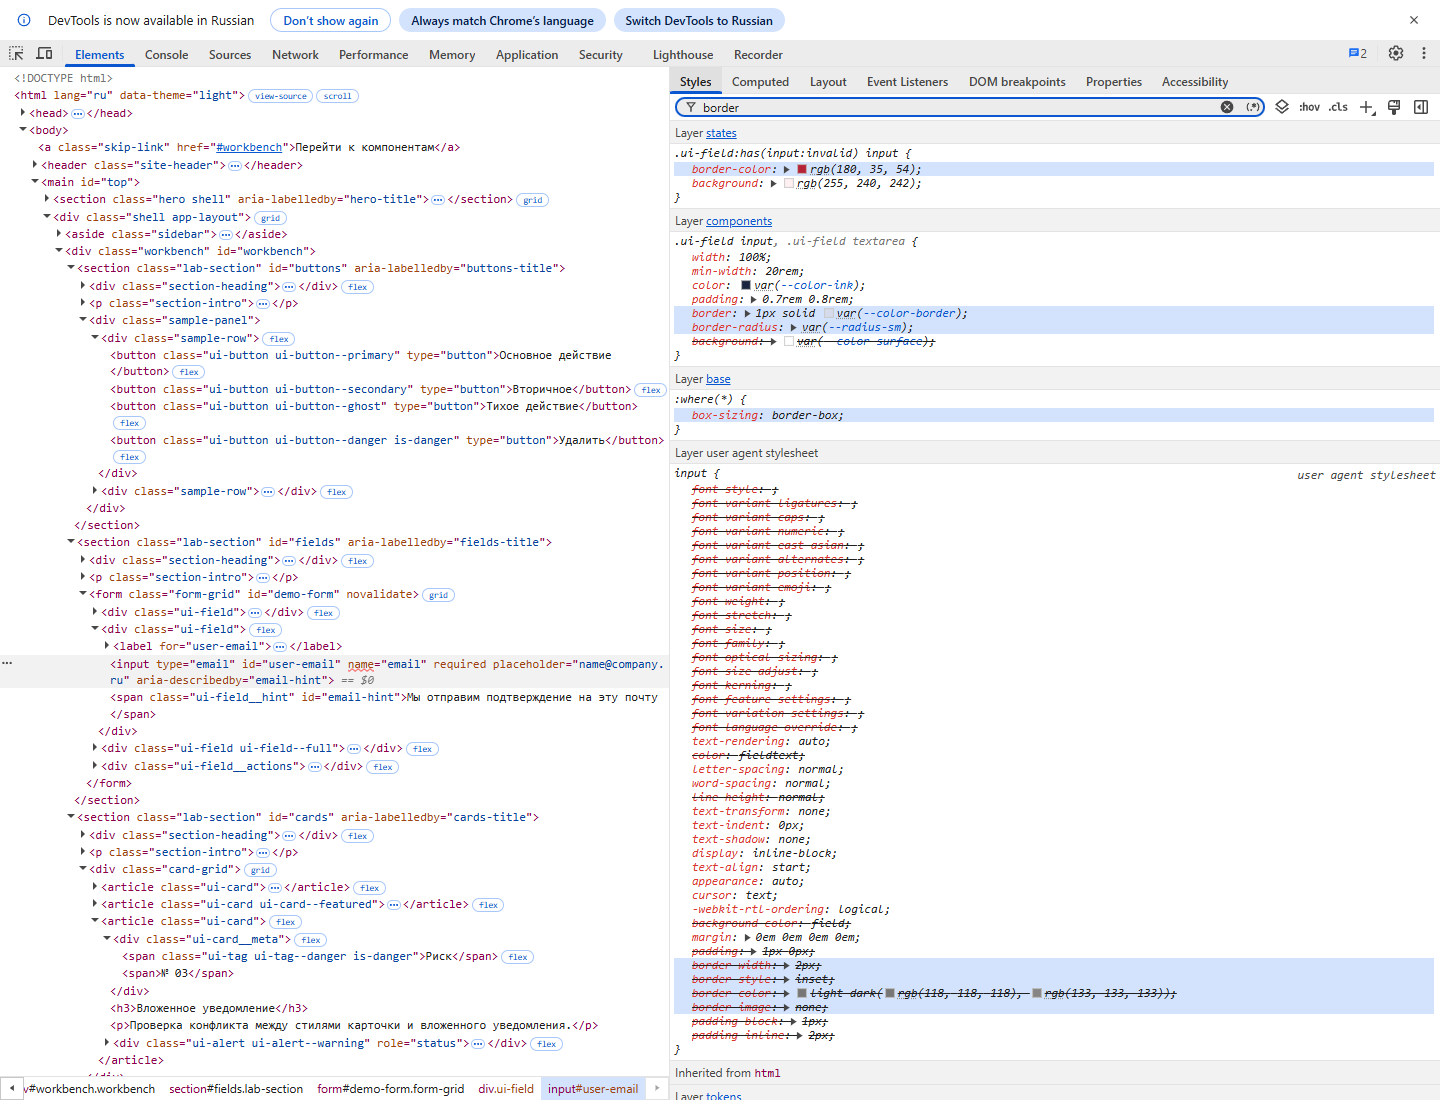 DevTools is now available in Russian
Don't show again
Always match Chrome's language
Switch DevTools to Russian
Elements Console Sources Network Performance Memory Application Security Lighthouse Recorder
2
<!DOCTYPE html>
<html lang="ru" data-theme="light"> view-source scroll
<head> ⋯ </head>
<body>
<a class="skip-link" href="#workbench">Перейти к компонентам</a>
<header class="site-header"> ⋯ </header>
<main id="top">
<section class="hero shell" aria-labelledby="hero-title"> ⋯ </section> grid
<div class="shell app-layout"> grid
<aside class="sidebar"> ⋯ </aside>
<div class="workbench" id="workbench">
<section class="lab-section" id="buttons" aria-labelledby="buttons-title">
<div class="section-heading"> ⋯ </div> flex
<p class="section-intro"> ⋯ </p>
<div class="sample-panel">
<div class="sample-row"> flex
<button class="ui-button ui-button--primary" type="button">Основное действие
</button> flex
<button class="ui-button ui-button--secondary" type="button">Вторичное</button> flex
<button class="ui-button ui-button--ghost" type="button">Тихое действие</button>
flex
<button class="ui-button ui-button--danger is-danger" type="button">Удалить</button>
flex
</div>
<div class="sample-row"> ⋯ </div> flex
</div>
</section>
<section class="lab-section" id="fields" aria-labelledby="fields-title">
<div class="section-heading"> ⋯ </div> flex
<p class="section-intro"> ⋯ </p>
<form class="form-grid" id="demo-form" novalidate> grid
<div class="ui-field"> ⋯ </div> flex
<div class="ui-field"> flex
<label for="user-email"> ⋯ </label>
<input type="email" id="user-email" name="email" required placeholder="name@company.
ru" aria-describedby="email-hint"> == $0
<span class="ui-field__hint" id="email-hint">Мы отправим подтверждение на эту почту
</span>
</div>
<div class="ui-field ui-field--full"> ⋯ </div> flex
<div class="ui-field__actions"> ⋯ </div> flex
</form>
</section>
<section class="lab-section" id="cards" aria-labelledby="cards-title">
<div class="section-heading"> ⋯ </div> flex
<p class="section-intro"> ⋯ </p>
<div class="card-grid"> grid
<article class="ui-card"> ⋯ </article> flex
<article class="ui-card ui-card--featured"> ⋯ </article> flex
<article class="ui-card"> flex
<div class="ui-card__meta"> flex
<span class="ui-tag ui-tag--danger is-danger">Риск</span> flex
<span>№ 03</span>
</div>
<h3>Вложенное уведомление</h3>
<p>Проверка конфликта между стилями карточки и вложенного уведомления.</p>
<div class="ui-alert ui-alert--warning" role="status"> ⋯ </div> flex
</article>
</div>
v#workbench.workbench section#fields.lab-section form#demo-form.form-grid div.ui-field input#user-email
Styles Computed Layout Event Listeners DOM breakpoints Properties Accessibility
border (.*) :hov .cls
Layer states
.ui-field:has(input:invalid) input {
border-color: rgb(180, 35, 54);
background: rgb(255, 240, 242);
}
Layer components
.ui-field input, .ui-field textarea {
width: 100%;
min-width: 20rem;
color: var(--color-ink);
padding: 0.7rem 0.8rem;
border: 1px solid var(--color-border);
border-radius: var(--radius-sm);
background: var(--color-surface);
}
Layer base
:where(*) {
box-sizing: border-box;
}
Layer user agent stylesheet
input { user agent stylesheet
font-style: ;
font-variant-ligatures: ;
font-variant-caps: ;
font-variant-numeric: ;
font-variant-east-asian: ;
font-variant-alternates: ;
font-variant-position: ;
font-variant-emoji: ;
font-weight: ;
font-stretch: ;
font-size: ;
font-family: ;
font-optical-sizing: ;
font-size-adjust: ;
font-kerning: ;
font-feature-settings: ;
font-variation-settings: ;
font-language-override: ;
text-rendering: auto;
color: fieldtext;
letter-spacing: normal;
word-spacing: normal;
line-height: normal;
text-transform: none;
text-indent: 0px;
text-shadow: none;
display: inline-block;
text-align: start;
appearance: auto;
cursor: text;
-webkit-rtl-ordering: logical;
background-color: field;
margin: 0em 0em 0em 0em;
padding: 1px 0px;
border-width: 2px;
border-style: inset;
border-color: light-dark(rgb(118, 118, 118), rgb(133, 133, 133));
border-image: none;
padding-block: 1px;
padding-inline: 2px;
}
Inherited from html
Layer tokens